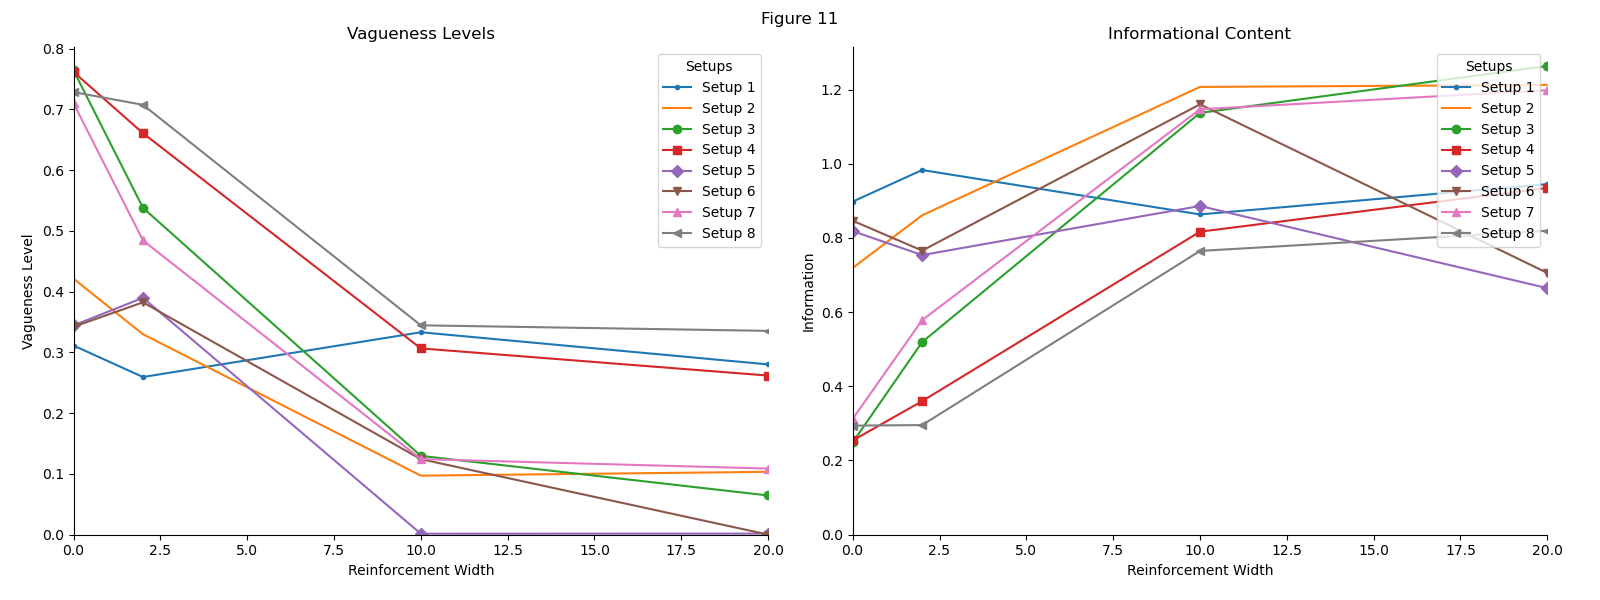 Figure 11
Vagueness Levels
Vagueness Level
0.8
0.7
0.6
0.5
0.4
0.3
0.2
0.1
0.0
0.0 2.5 5.0 7.5 10.0 12.5 15.0 17.5 20.0
Reinforcement Width
Setups
Setup 1
Setup 2
Setup 3
Setup 4
Setup 5
Setup 6
Setup 7
Setup 8
Informational Content
Information
1.2
1.0
0.8
0.6
0.4
0.2
0.0
0.0 2.5 5.0 7.5 10.0 12.5 15.0 17.5 20.0
Reinforcement Width
Setups
Setup 1
Setup 2
Setup 3
Setup 4
Setup 5
Setup 6
Setup 7
Setup 8